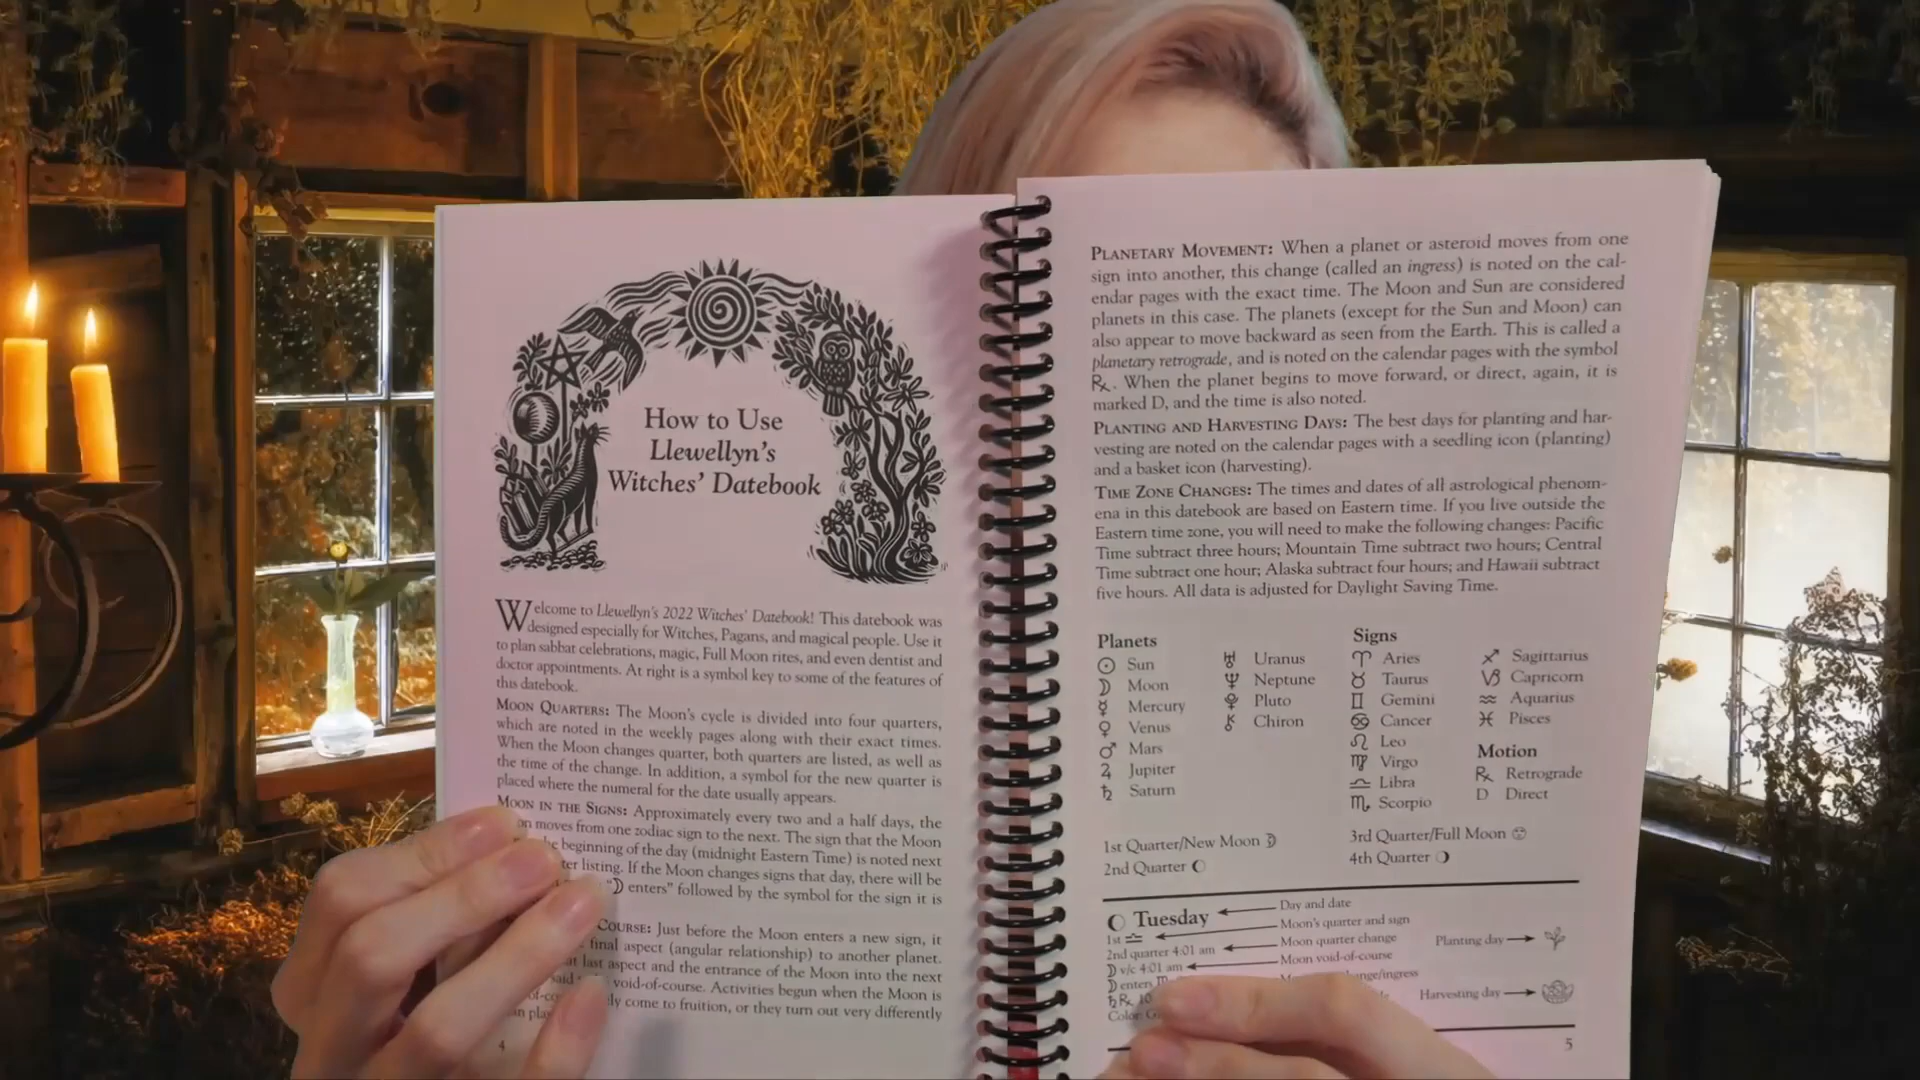 How to Use
Llewellyn's
Witches' Datebook
Welcome to Llewellyn's 2022 Witches' Datebook! This datebook was
designed especially for Witches, Pagans, and magical people. Use it
to plan sabbat celebrations, magic, Full Moon rites, and even dentist and
doctor appointments. At right is a symbol key to some of the features of
this datebook.
MOON QUARTERS: The Moon's cycle is divided into four quarters,
which are noted in the weekly pages along with their exact times.
When the Moon changes quarter, both quarters are listed, as well as
the time of the change. In addition, a symbol for the new quarter is
placed where the numeral for the date usually appears.
MOON IN THE SIGNS: Approximately every two and a half days, the
moves from one zodiac sign to the next. The sign that the Moon
beginning of the day (midnight Eastern Time) is noted next
listing. If the Moon changes signs that day, there will be
"☽ enters" followed by the symbol for the sign it is
COURSE: Just before the Moon enters a new sign, it
final aspect (angular relationship) to another planet.
last aspect and the entrance of the Moon into the next
void-of-course. Activities begun when the Moon is
come to fruition, or they turn out very differently
4
PLANETARY MOVEMENT: When a planet or asteroid moves from one
sign into another, this change (called an ingress) is noted on the cal-
endar pages with the exact time. The Moon and Sun are considered
planets in this case. The planets (except for the Sun and Moon) can
also appear to move backward as seen from the Earth. This is called a
planetary retrograde, and is noted on the calendar pages with the symbol
℞. When the planet begins to move forward, or direct, again, it is
marked D, and the time is also noted.
PLANTING AND HARVESTING DAYS: The best days for planting and har-
vesting are noted on the calendar pages with a seedling icon (planting)
and a basket icon (harvesting).
TIME ZONE CHANGES: The times and dates of all astrological phenom-
ena in this datebook are based on Eastern time. If you live outside the
Eastern time zone, you will need to make the following changes: Pacific
Time subtract three hours; Mountain Time subtract two hours; Central
Time subtract one hour; Alaska subtract four hours; and Hawaii subtract
five hours. All data is adjusted for Daylight Saving Time.
Planets
☉ Sun
☽ Moon
☿ Mercury
♀ Venus
♂ Mars
♃ Jupiter
♄ Saturn
♅ Uranus
♆ Neptune
Pluto
⚷ Chiron
Signs
♈ Aries
♉ Taurus
♊ Gemini
♋ Cancer
♌ Leo
♍ Virgo
♎ Libra
♏ Scorpio
♐ Sagittarius
♑ Capricorn
♒ Aquarius
♓ Pisces
Motion
℞ Retrograde
D Direct
1st Quarter/New Moon ☽
2nd Quarter
3rd Quarter/Full Moon
4th Quarter
Tuesday
1st ♎
2nd quarter 4:01 am
☽ v/c 4:01 am
☽ enters ♏
♄ ℞ 10
Color:
Day and date
Moon's quarter and sign
Moon quarter change
Moon void-of-course
Planting day
Harvesting day
5